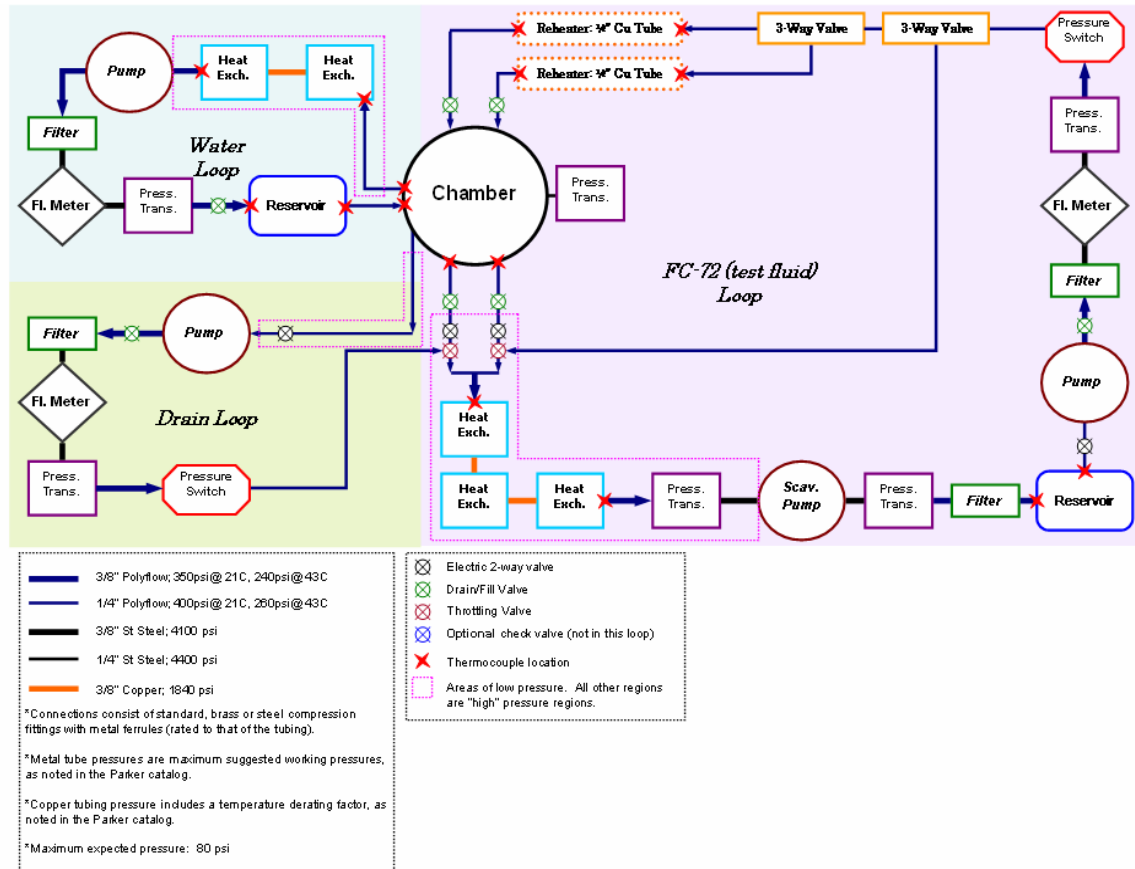 Reheater: ¼" Cu Tube
3-Way Valve
3-Way Valve
Pressure
Switch
Reheater: ¼" Cu Tube
Pump
Heat
Exch.
Heat
Exch.
Filter
Water
Loop
Fl. Meter
Press.
Trans.
Reservoir
Chamber
Press.
Trans.
Press.
Trans.
Fl. Meter
Filter
FC-72 (test fluid)
Loop
Pump
Reservoir
Filter
Pump
Fl. Meter
Drain Loop
Press.
Trans.
Pressure
Switch
Heat
Exch.
Heat
Exch.
Heat
Exch.
Press.
Trans.
Scav.
Pump
Press.
Trans.
Filter
3/8" Polyflow; 350psi@ 21C, 240psi@ 43C
1/4" Polyflow; 400psi@ 21C, 260psi@ 43C
3/8" St Steel; 4100 psi
1/4" St Steel; 4400 psi
3/8" Copper; 1840 psi
*Connections consist of standard, brass or steel compression
fittings with metal ferrules (rated to that of the tubing).
*Metal tube pressures are maximum suggested working pressures,
as noted in the Parker catalog.
*Copper tubing pressure includes a temperature derating factor, as
noted in the Parker catalog.
*Maximum expected pressure: 80 psi
Electric 2-way valve
Drain/Fill Valve
Throttling Valve
Optional check valve (not in this loop)
Thermocouple location
Areas of low pressure. All other regions
are "high" pressure regions.